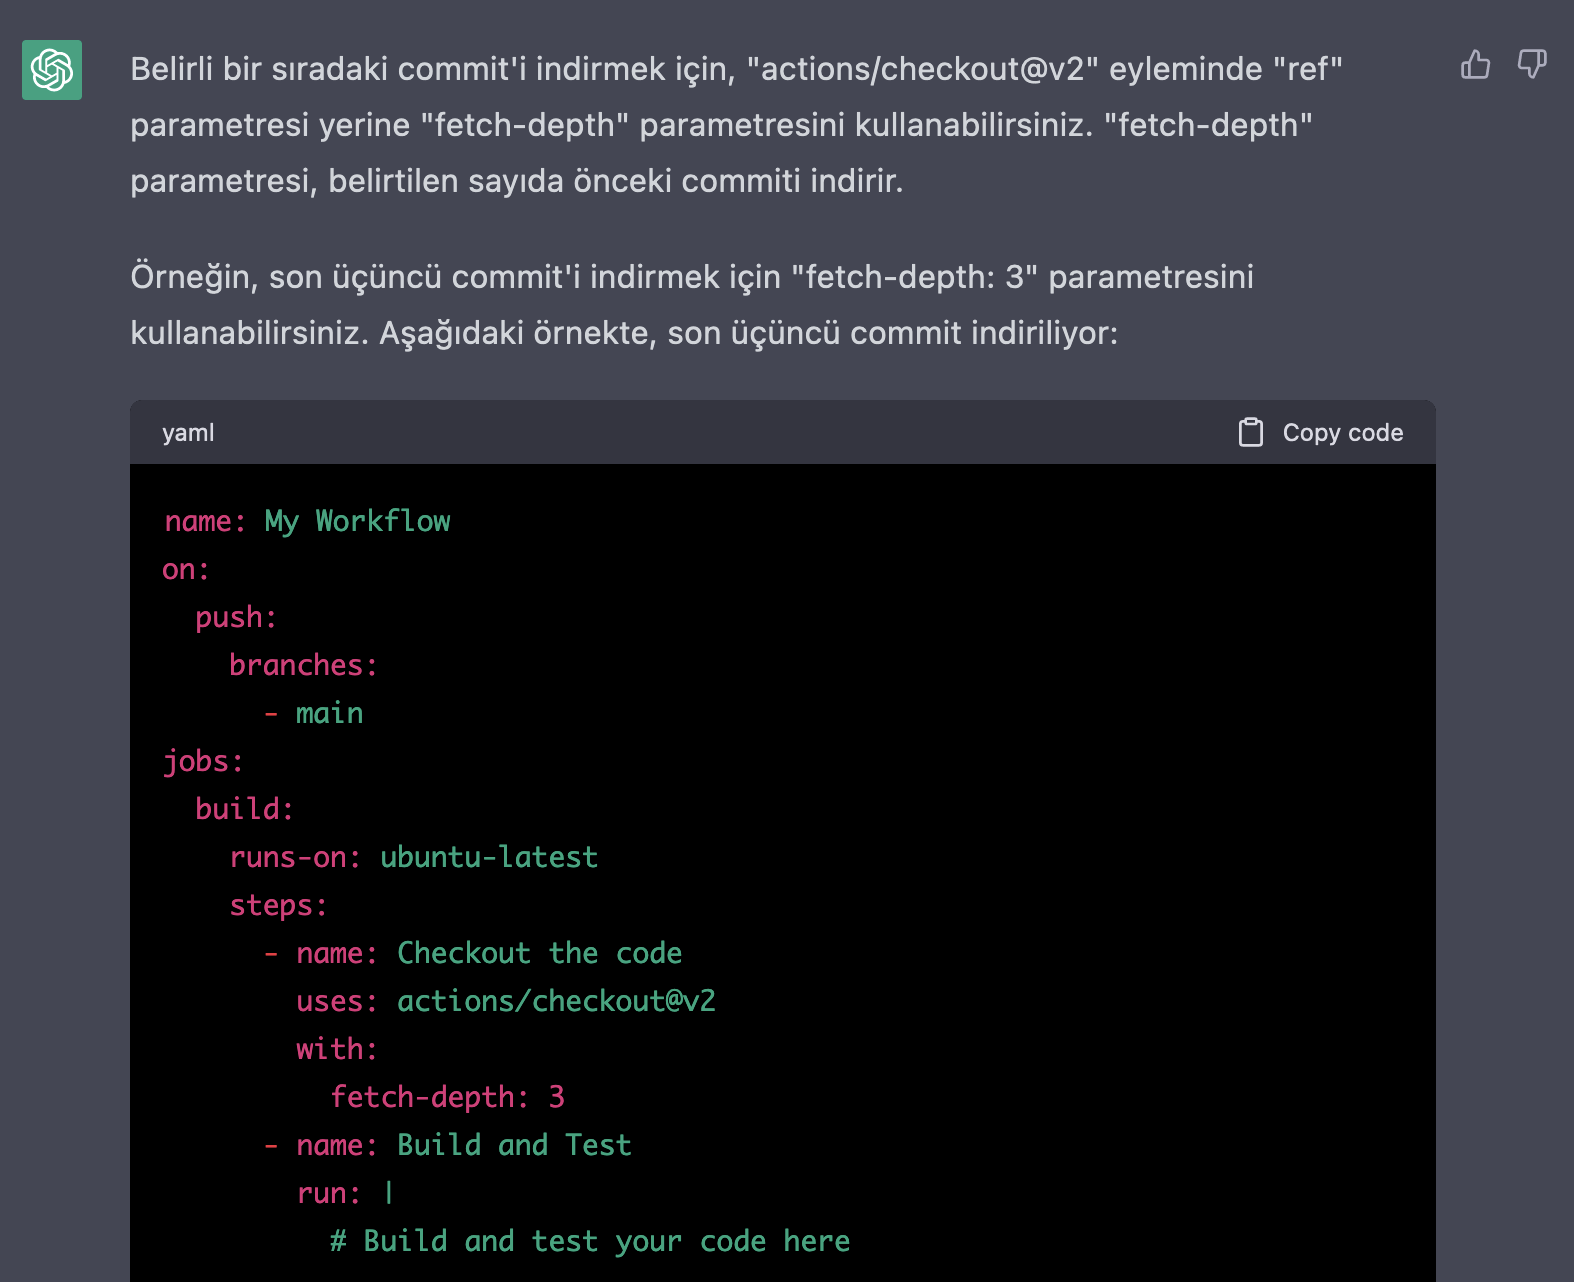 Belirli bir sıradaki commit'i indirmek için, "actions/checkout@v2" eyleminde "ref"
parametresi yerine "fetch-depth" parametresini kullanabilirsiniz. "fetch-depth"
parametresi, belirtilen sayıda önceki commiti indirir.
Örneğin, son üçüncü commit'i indirmek için "fetch-depth: 3" parametresini
kullanabilirsiniz. Aşağıdaki örnekte, son üçüncü commit indiriliyor:
yaml Copy code
name: My Workflow
on:
  push:
    branches:
      - main
jobs:
  build:
    runs-on: ubuntu-latest
    steps:
      - name: Checkout the code
        uses: actions/checkout@v2
        with:
          fetch-depth: 3
      - name: Build and Test
        run: |
          # Build and test your code here